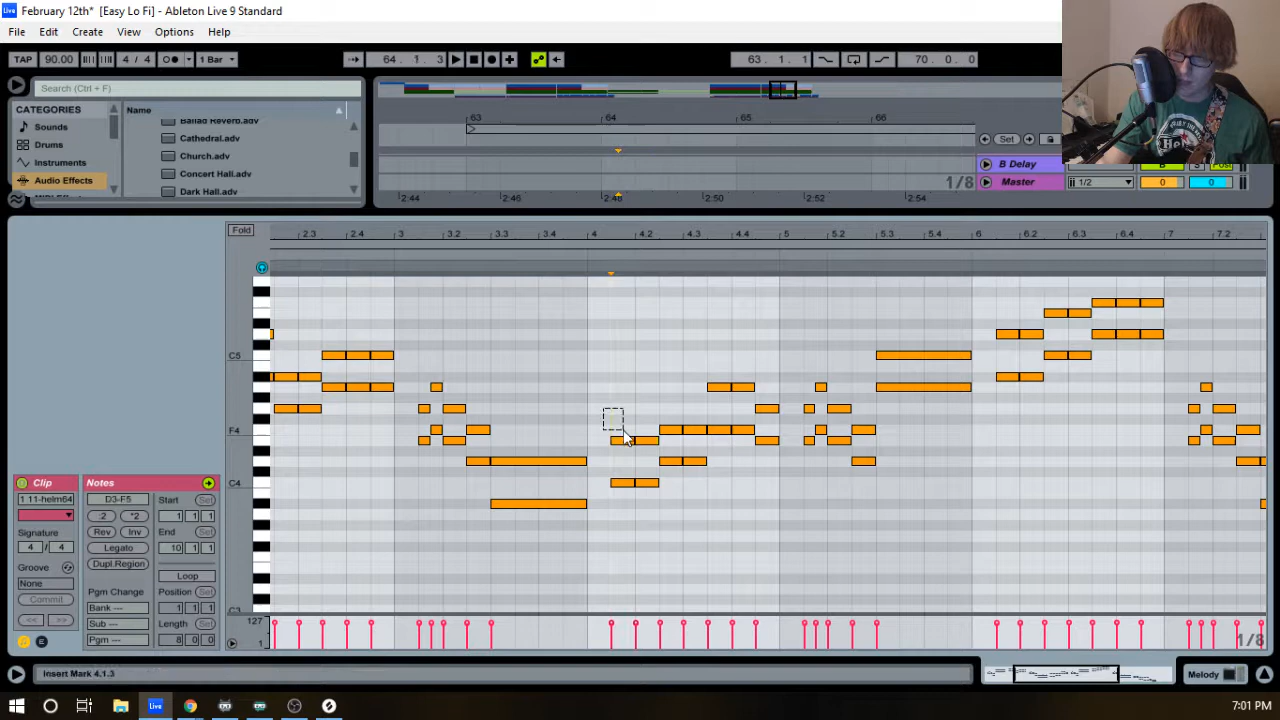 February 12th* [Easy Lo Fi] - Ableton Live 9 Standard
File Edit Create View Options Help
TAP 90.00 4 / 4 1 Bar 64. 1. 3 63. 1. 1 70. 0. 0
Search (Ctrl + F)
CATEGORIES Name
Sounds
Drums
Instruments
Audio Effects
Ballad Reverb.adv
Cathedral.adv
Church.adv
Concert Hall.adv
Dark Hall.adv
63 64 65 66
Set
B Delay B S Post
1/8 Master 1/2 0 0
2:44 2:46 2:48 2:50 2:52 2:54
Fold 2.3 2.4 3 3.2 3.3 3.4 4 4.2 4.3 4.4 5 5.2 5.3 5.4 6 6.2 6.3 6.4 7 7.2
C5
F4
C4
C3
127
1
1/8
Clip Notes
1 11-helm64 D3-F5 Start Set
:2 *2 1 1 1
Signature Rev Inv End Set
4 / 4 Legato 10 1 1
Groove Dupl.Region Loop
None Pgm Change Position Set
Commit Bank --- 1 1 1
<< >> Sub --- Length Set
Pgm --- 8 0 0
Insert Mark 4.1.3 Melody
7:01 PM